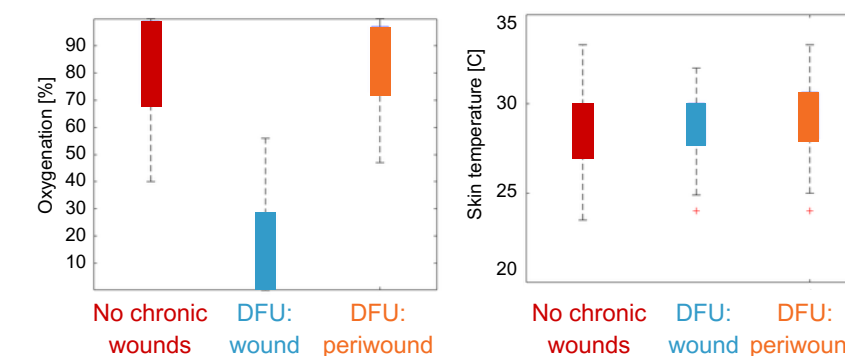 Oxygenation [%]
90
80
70
60
50
40
30
20
10
No chronic wounds
DFU: wound
DFU: periwound
Skin temperature [C]
35
30
25
20
No chronic wounds
DFU: wound
DFU: periwoun